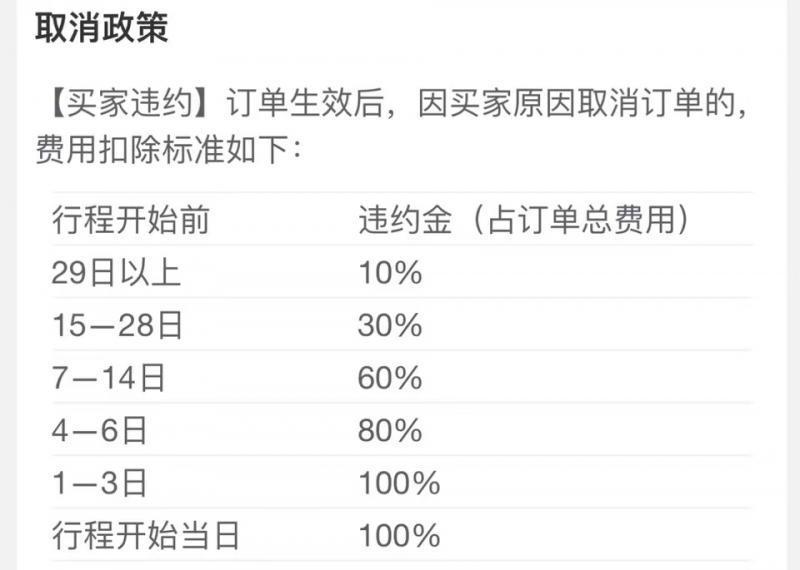 取消政策
【买家违约】订单生效后，因买家原因取消订单的，
费用扣除标准如下：
行程开始前 违约金（占订单总费用）
29日以上 10%
15—28日 30%
7—14日 60%
4—6日 80%
1—3日 100%
行程开始当日 100%